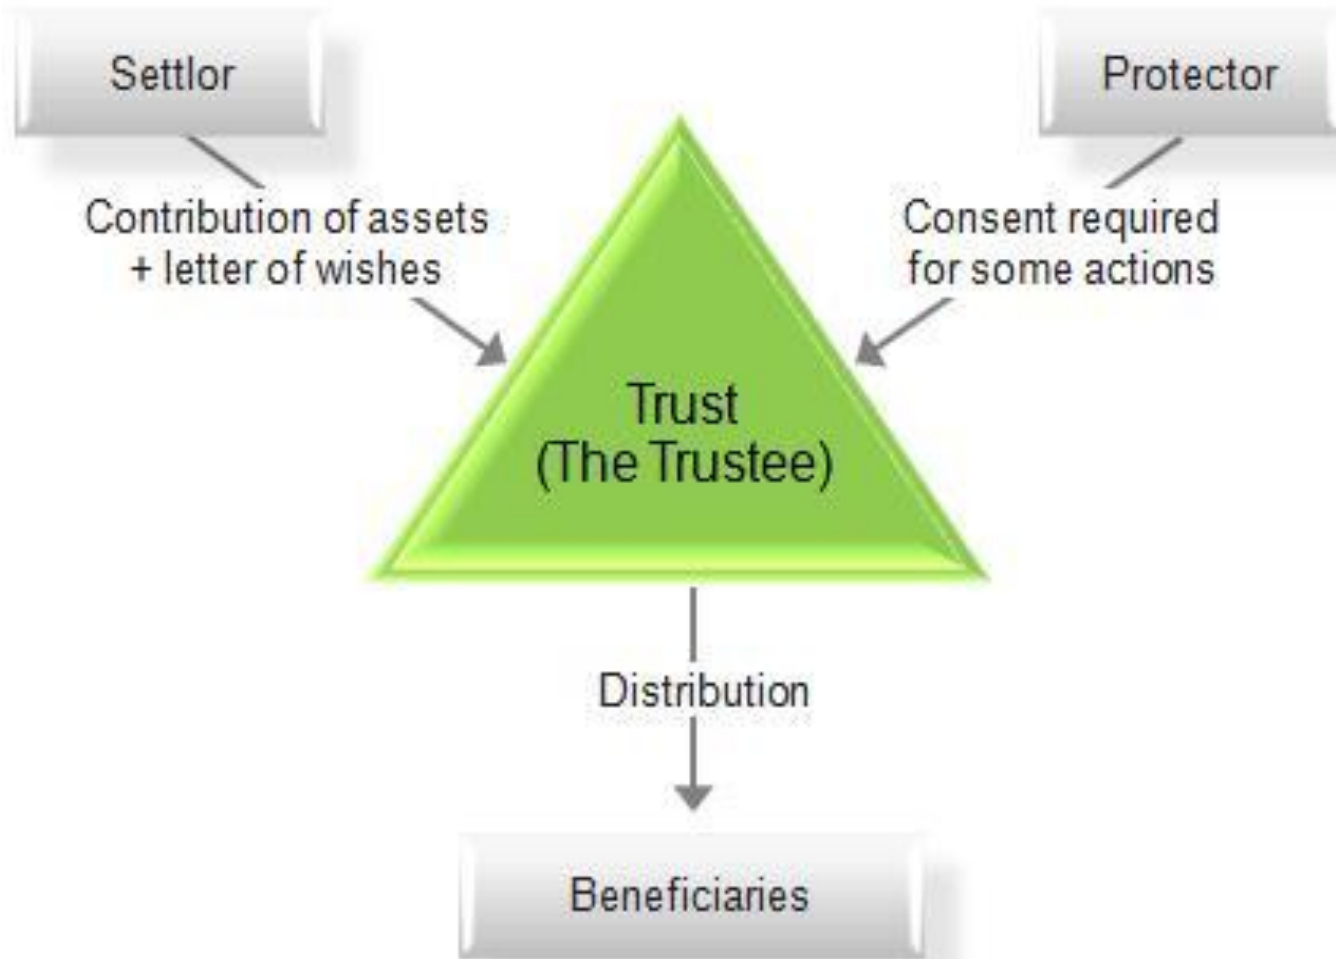 Settlor
Protector
Contribution of assets
+ letter of wishes
Consent required
for some actions
Trust
(The Trustee)
Distribution
Beneficiaries